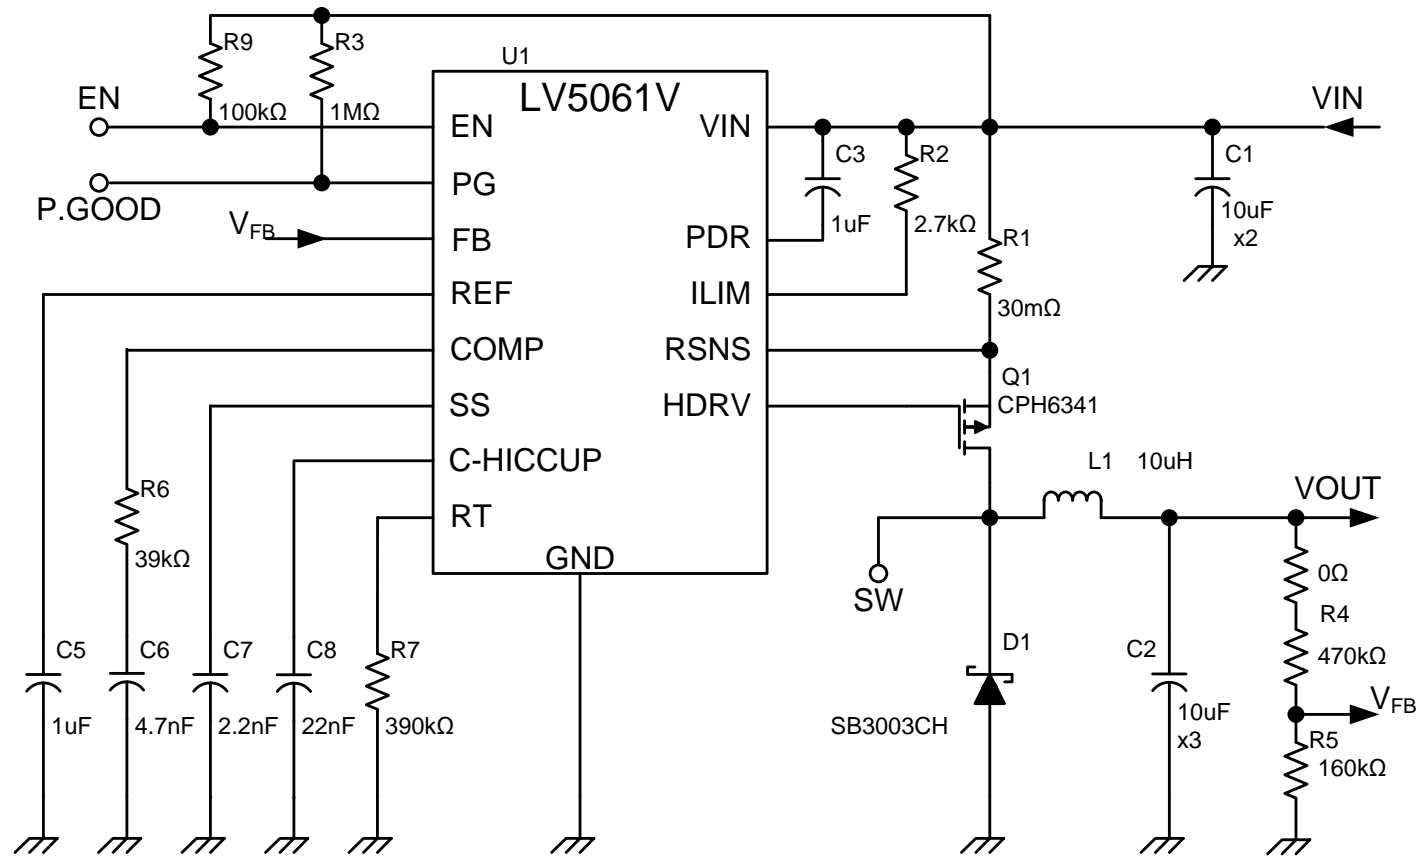 R9
100kΩ
R3
1MΩ
U1
LV5061V
EN
P.GOOD
V_FB
EN
PG
FB
REF
COMP
SS
C-HICCUP
RT
GND
VIN
PDR
ILIM
RSNS
HDRV
C3
1uF
R2
2.7kΩ
R1
30mΩ
VIN
C1
10uF
x2
Q1
CPH6341
L1 10uH
VOUT
SW
0Ω
R4
470kΩ
V_FB
R5
160kΩ
D1
SB3003CH
C2
10uF
x3
R6
39kΩ
C5
1uF
C6
4.7nF
C7
2.2nF
C8
22nF
R7
390kΩ